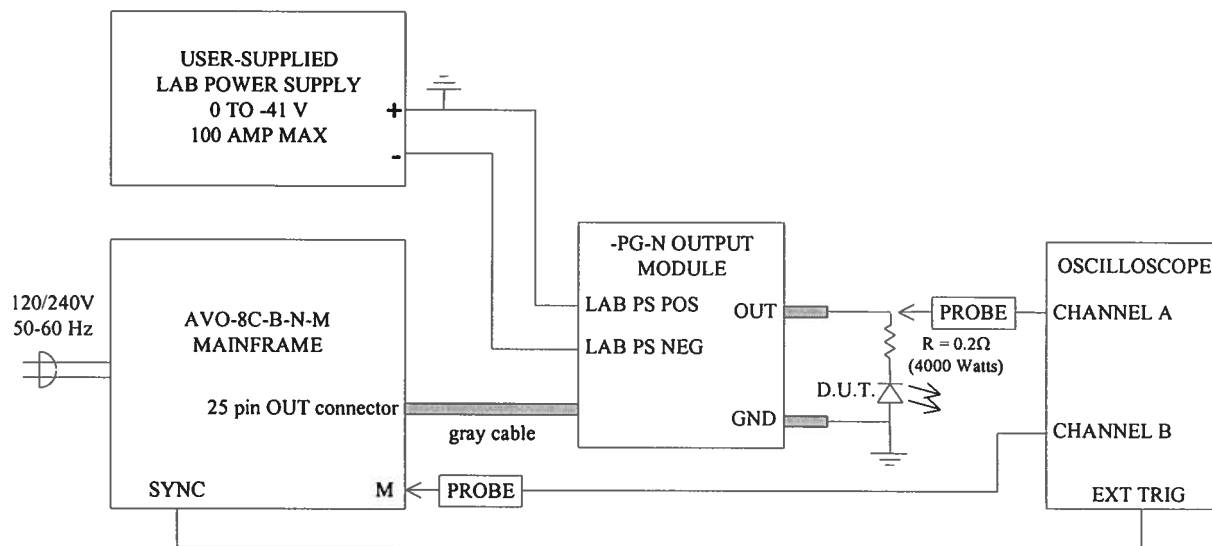 USER-SUPPLIED
LAB POWER SUPPLY
0 TO -41 V
100 AMP MAX
+
-
120/240V
50-60 Hz
AVO-8C-B-N-M
MAINFRAME
25 pin OUT connector
SYNC
M
gray cable
PROBE
-PG-N OUTPUT
MODULE
LAB PS POS
LAB PS NEG
OUT
GND
PROBE
R = 0.2Ω
(4000 Watts)
D.U.T.
OSCILLOSCOPE
CHANNEL A
CHANNEL B
EXT TRIG